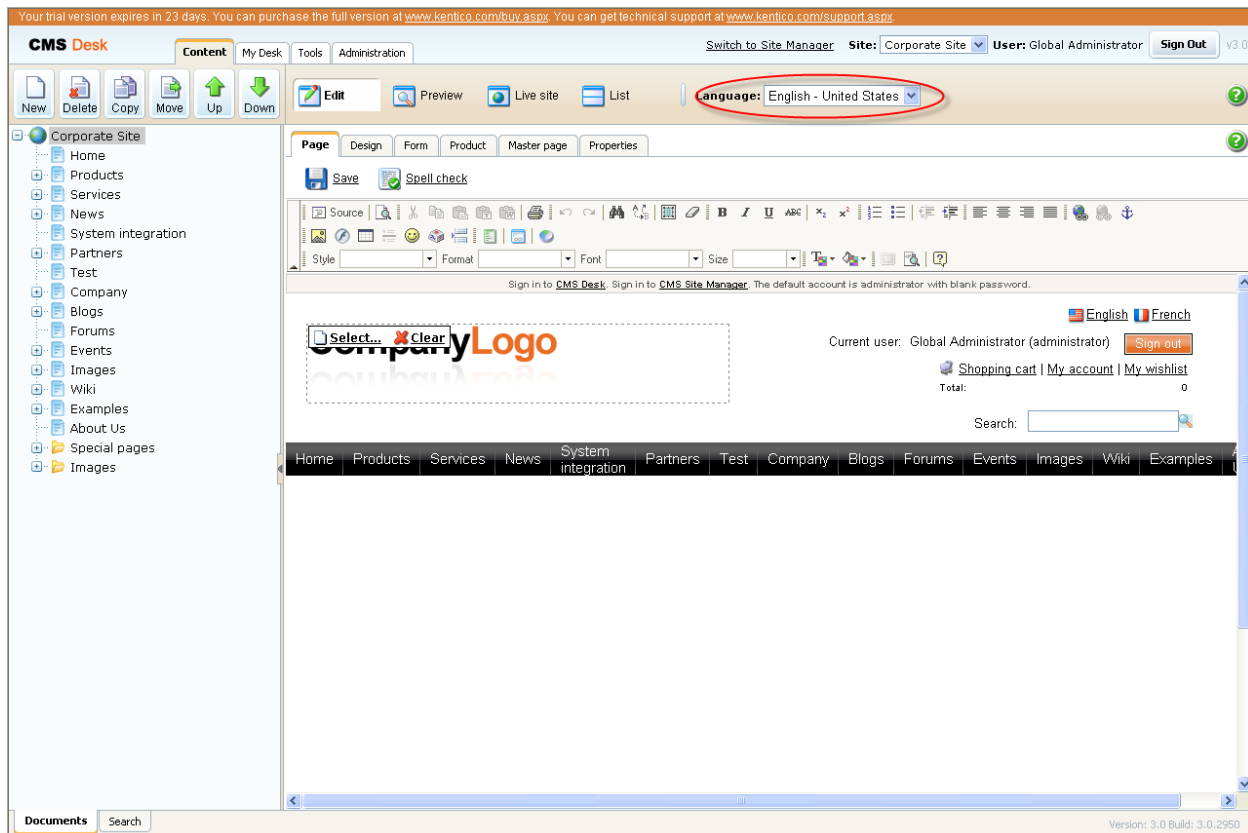 Your trial version expires in 23 days. You can purchase the full version at www.kentico.com/buy.aspx. You can get technical support at www.kentico.com/support.aspx.
CMS Desk
Content My Desk Tools Administration
Switch to Site Manager Site: Corporate Site User: Global Administrator Sign Out v3.0
New Delete Copy Move Up Down
Edit Preview Live site List Language: English - United States
Corporate Site
Home
Products
Services
News
System integration
Partners
Test
Company
Blogs
Forums
Events
Images
Wiki
Examples
About Us
Special pages
Images
Page Design Form Product Master page Properties
Save Spell check
Source B I U ABC x₂ x²
Style Format Font Size
Sign in to CMS Desk. Sign in to CMS Site Manager. The default account is administrator with blank password.
English French
Select... Clear
CompanyLogo
Current user: Global Administrator (administrator) Sign out
Shopping cart | My account | My wishlist
Total: 0
Search:
Home Products Services News System integration Partners Test Company Blogs Forums Events Images Wiki Examples
Documents Search
Version: 3.0 Build: 3.0.2950